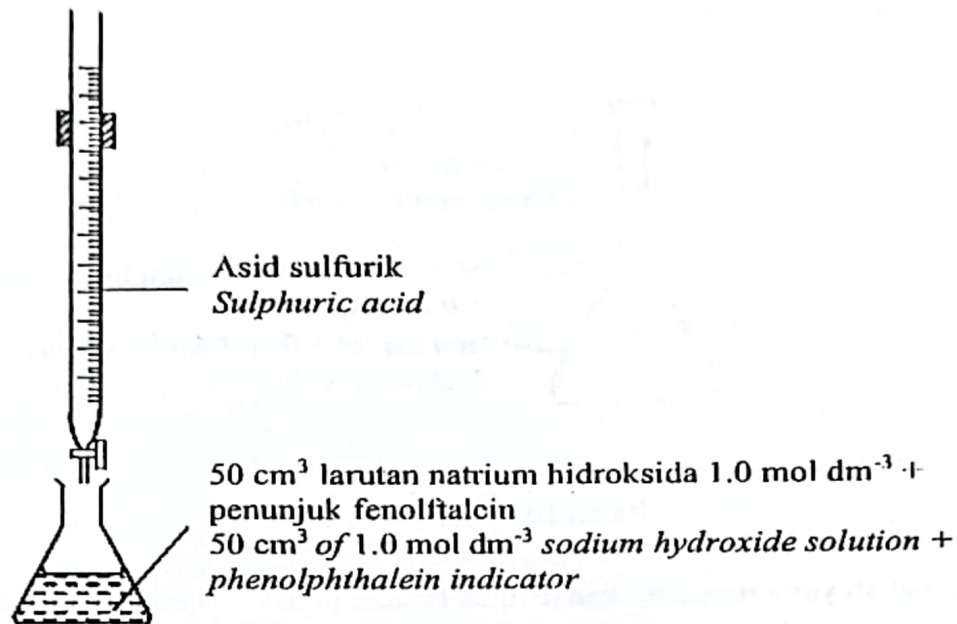 Asid sulfurik
Sulphuric acid
50 cm³ larutan natrium hidroksida 1.0 mol dm⁻³ +
penunjuk fenolftalein
50 cm³ of 1.0 mol dm⁻³ sodium hydroxide solution +
phenolphthalein indicator